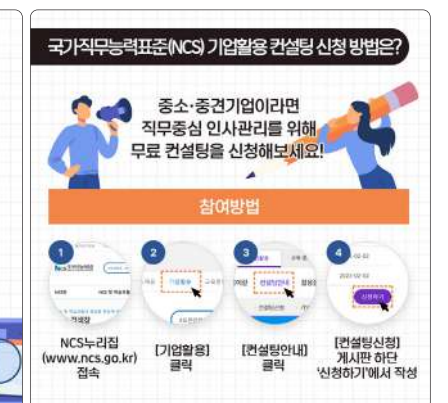 국가직무능력표준(NCS) 기업활용 컨설팅 신청 방법은?
중소·중견기업이라면
직무중심 인사관리를 위해
무료 컨설팅을 신청해보세요!
참여방법
1
2
3
4
기업활용
컨설팅안내
신청하기
NCS누리집
(www.ncs.go.kr)
접속
[기업활용]
클릭
[컨설팅안내]
클릭
[컨설팅신청]
게시판 하단
'신청하기'에서 작성